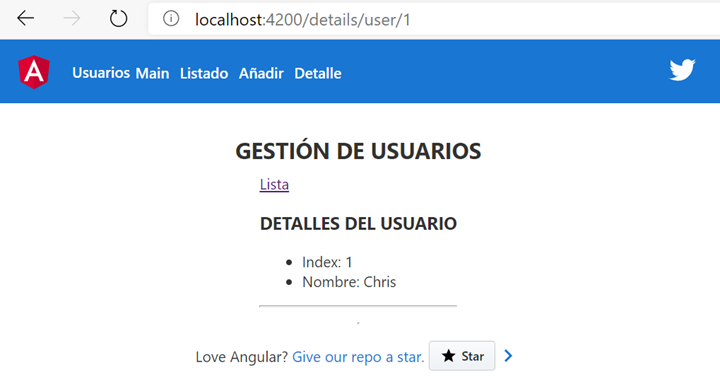 localhost:4200/details/user/1
A Usuarios Main Listado Añadir Detalle
GESTIÓN DE USUARIOS
Lista
DETALLES DEL USUARIO
Index: 1
Nombre: Chris
Love Angular? Give our repo a star. Star